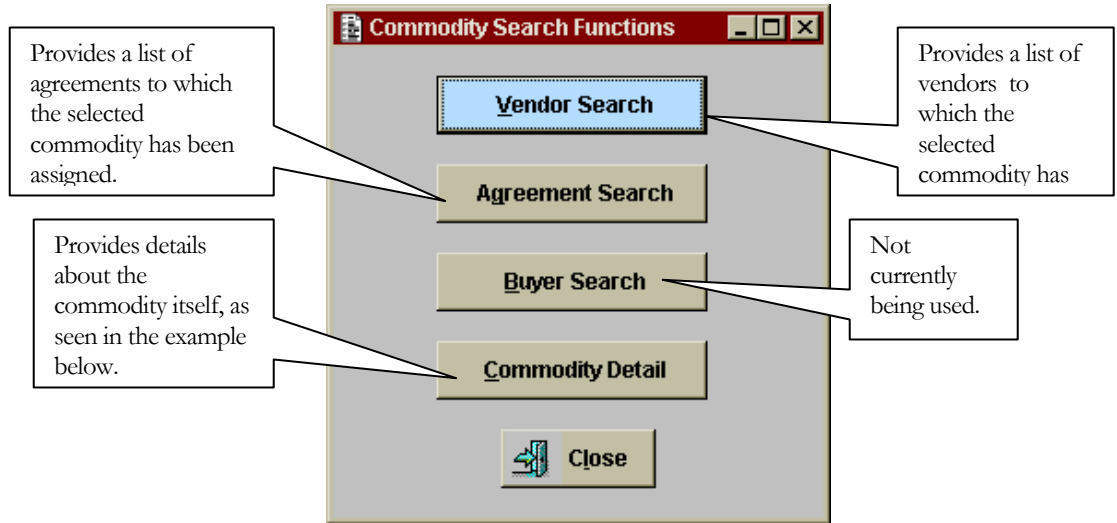 Commodity Search Functions
Provides a list of
agreements to which
the selected
commodity has been
assigned.
Vendor Search
Provides a list of
vendors to
which the
selected
commodity has
Agreement Search
Provides details
about the
commodity itself, as
seen in the example
below.
Buyer Search
Not
currently
being used.
Commodity Detail
Close